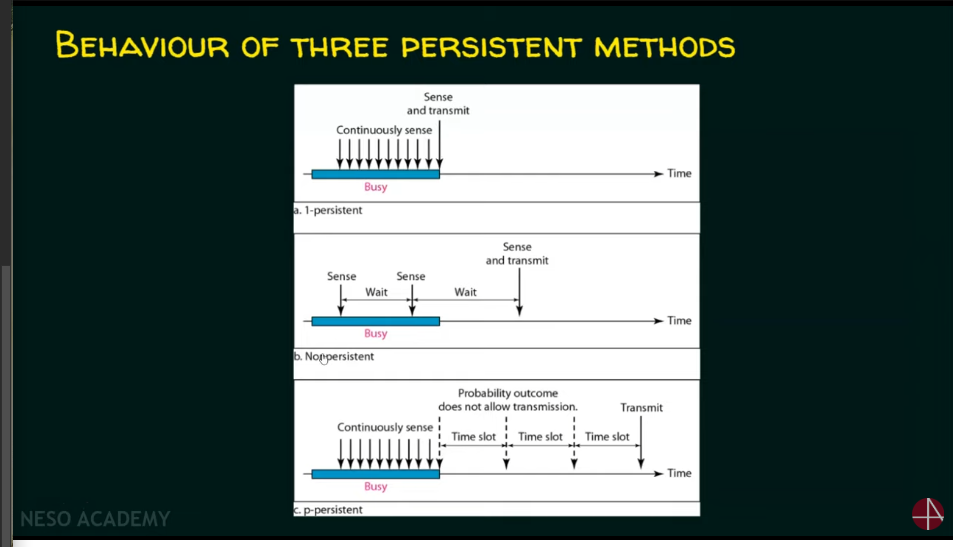 BEHAVIOUR OF THREE PERSISTENT METHODS
Sense
and transmit
Continuously sense
Time
Busy
a. 1-persistent
Sense
and transmit
Sense
Sense
Wait
Wait
Time
Busy
b. Nonpersistent
Probability outcome
does not allow transmission.
Transmit
Continuously sense
Time slot
Time slot
Time slot
Time
Busy
c. p-persistent
NESO ACADEMY